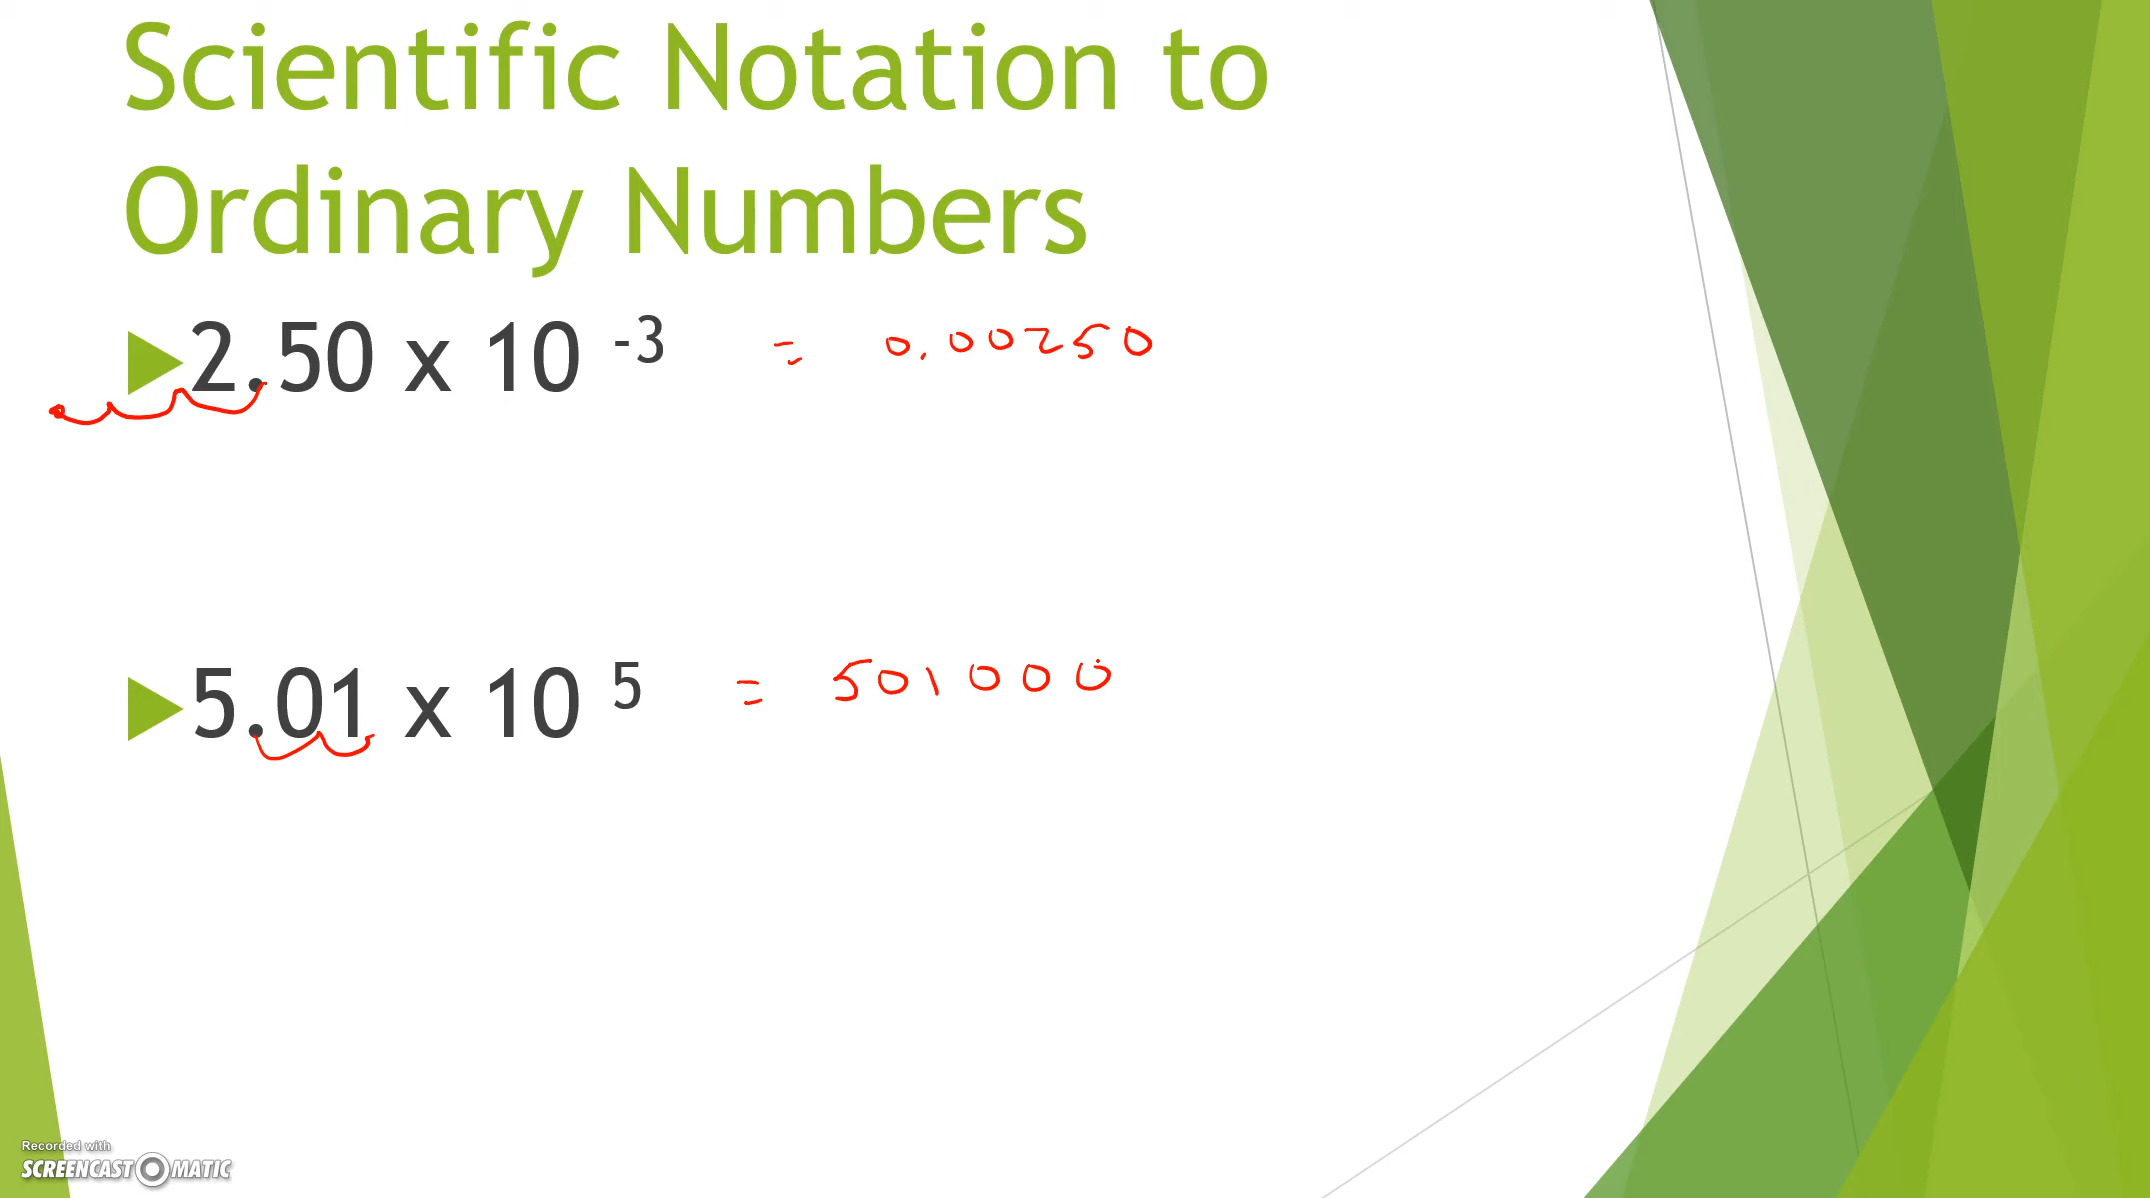 Scientific Notation to
Ordinary Numbers
2.50 x 10 -3 = 0.00250
5.01 x 10 5 = 501000
Recorded with
SCREENCAST MATIC